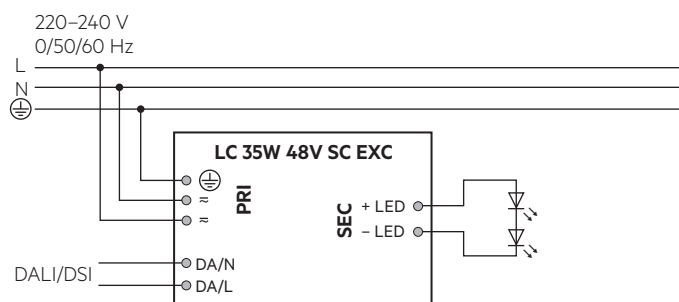 220–240 V
0/50/60 Hz
L
N
LC 35W 48V SC EXC
PRI
≂
≂
SEC
+ LED
– LED
DALI/DSI
DA/N
DA/L